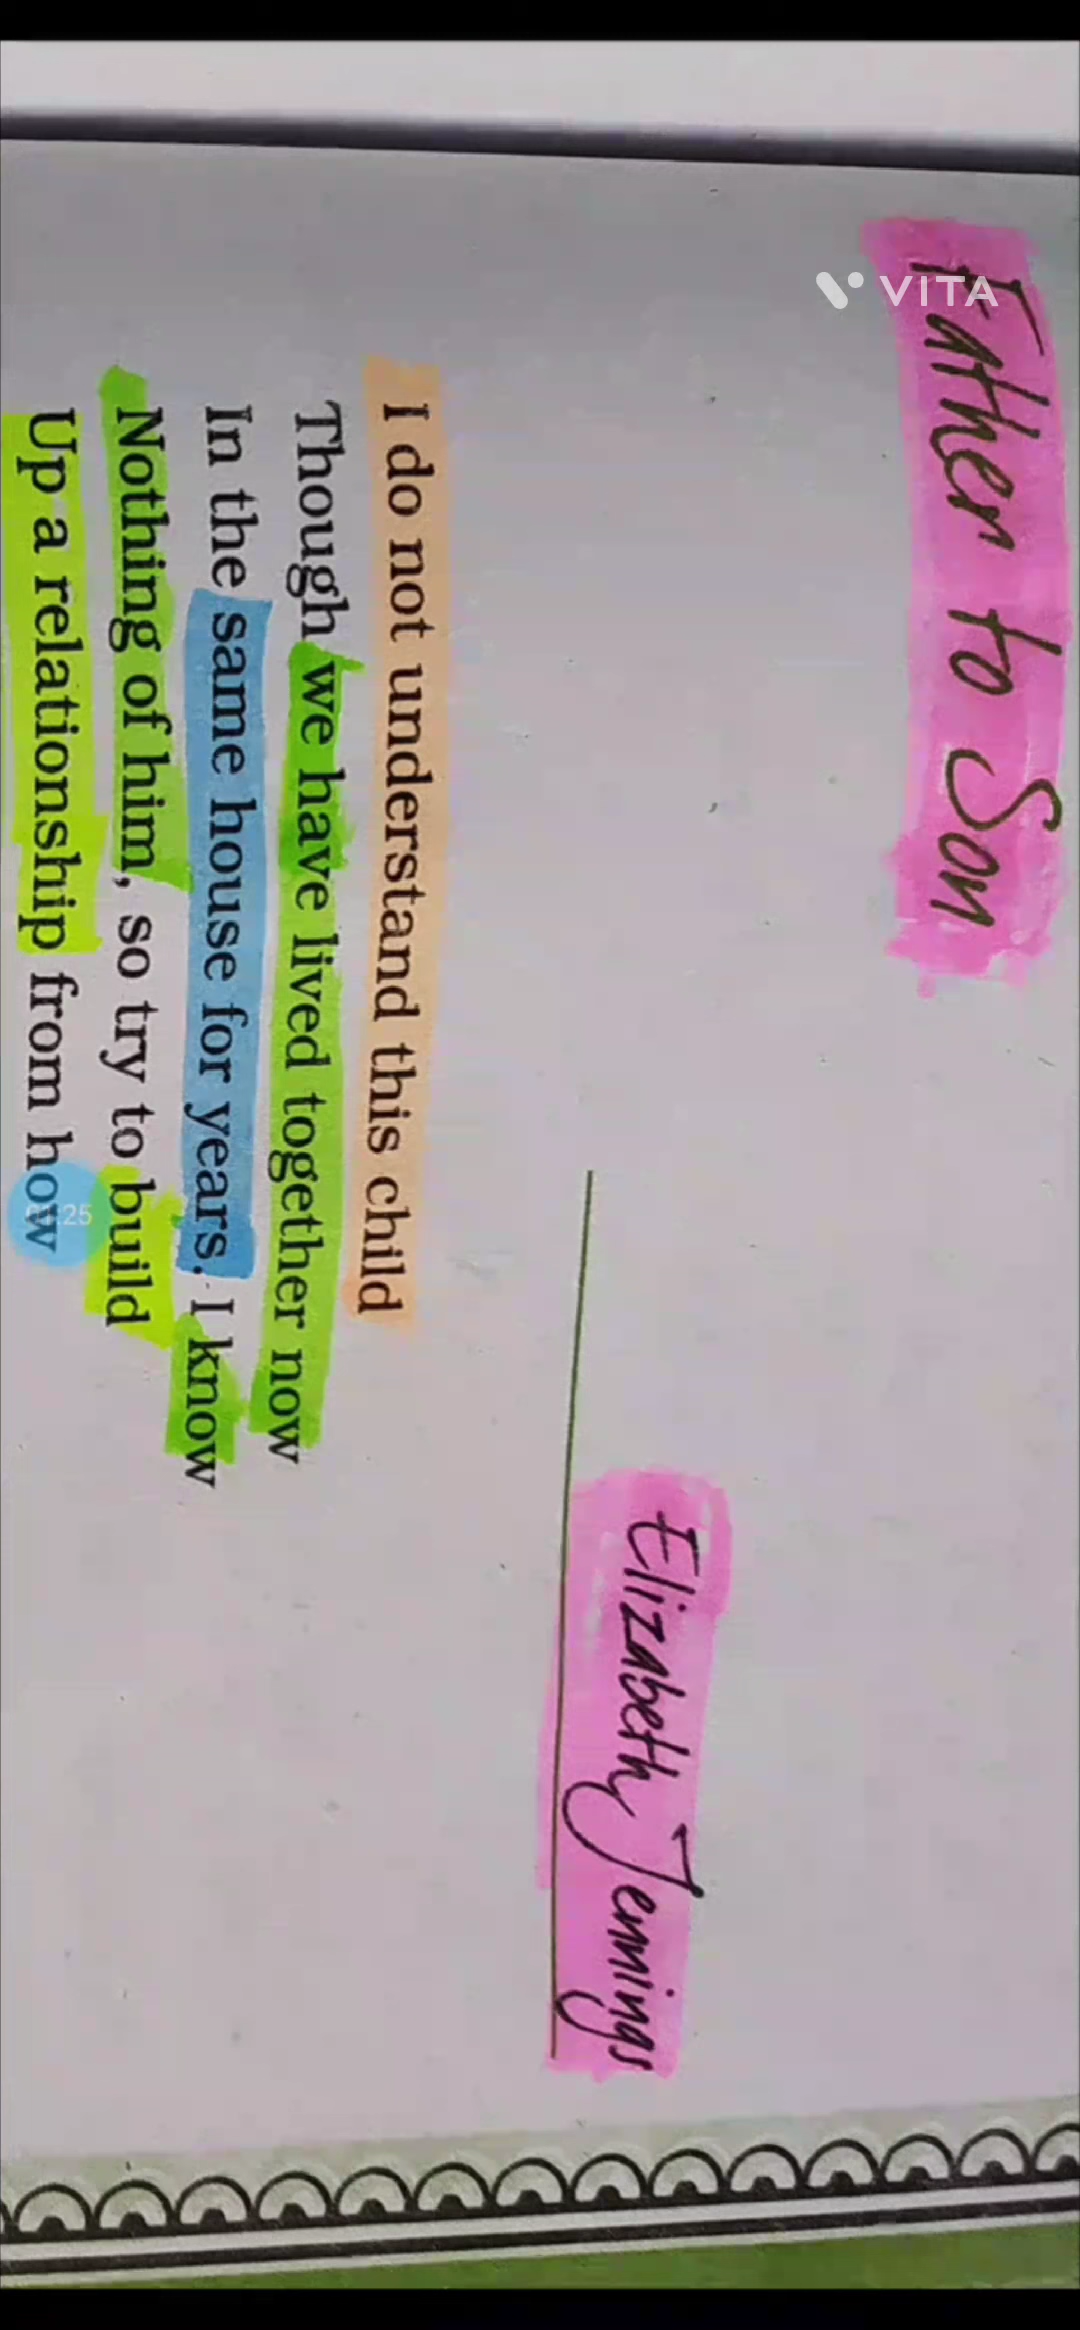 Father to Son
Elizabeth Jennings
I do not understand this child
Though we have lived together now
In the same house for years. I know
Nothing of him, so try to build
Up a relationship from how
VITA